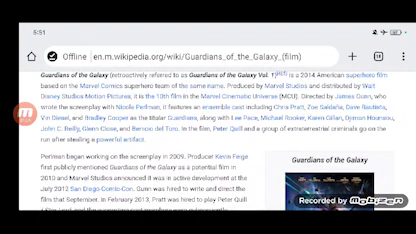 5:51
Offline en.m.wikipedia.org/wiki/Guardians_of_the_Galaxy_(film)
Guardians of the Galaxy (retroactively referred to as Guardians of the Galaxy Vol. 1) is a 2014 American superhero film
based on the Marvel Comics superhero team of the same name. Produced by Marvel Studios and distributed by Walt
Disney Studios Motion Pictures, it is the 10th film in the Marvel Cinematic Universe (MCU). Directed by James Gunn, who
wrote the screenplay with Nicole Perlman, it features an ensemble cast including Chris Pratt, Zoe Saldaña, Dave Bautista,
Vin Diesel, and Bradley Cooper as the titular Guardians, along with Lee Pace, Michael Rooker, Karen Gillan, Djimon Hounsou,
John C. Reilly, Glenn Close, and Benicio del Toro. In the film, Peter Quill and a group of extraterrestrial criminals go on the
run after stealing a powerful artifact.
Perlman began working on the screenplay in 2009. Producer Kevin Feige
first publicly mentioned Guardians of the Galaxy as a potential film in
2010 and Marvel Studios announced it was in active development at the
July 2012 San Diego Comic-Con. Gunn was hired to write and direct the
film that September. In February 2013, Pratt was hired to play Peter Quill
Guardians of the Galaxy
Recorded by Mobizen